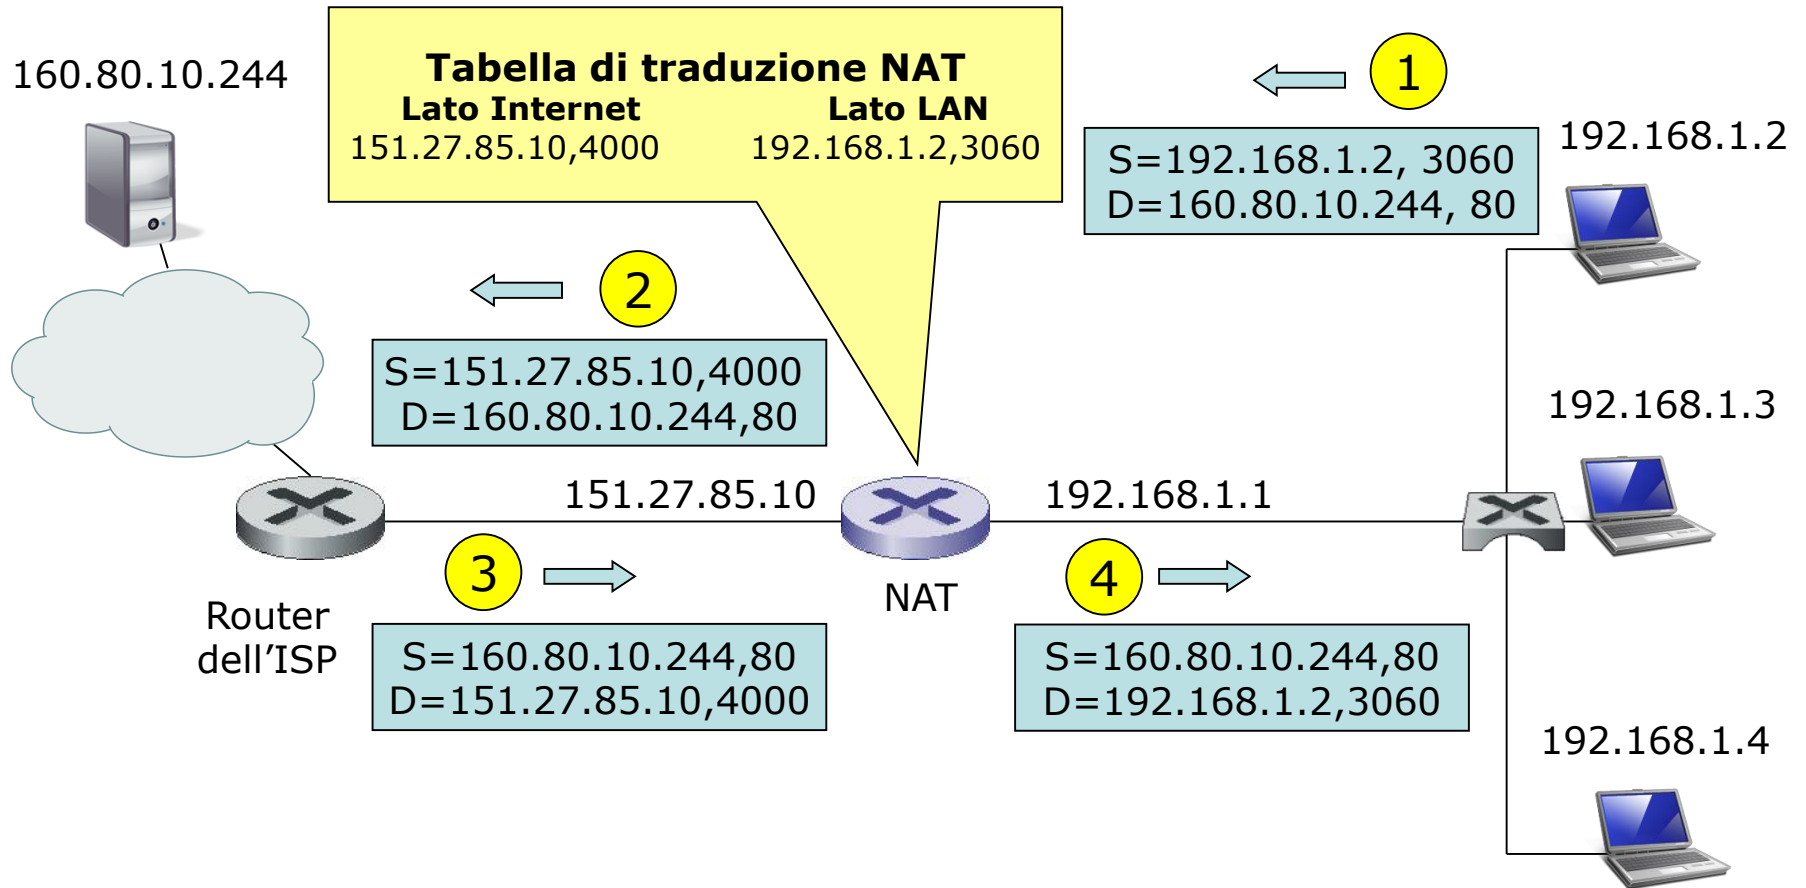 160.80.10.244
Tabella di traduzione NAT
Lato Internet Lato LAN
151.27.85.10,4000 192.168.1.2,3060
1
S=192.168.1.2, 3060
D=160.80.10.244, 80
192.168.1.2
2
S=151.27.85.10,4000
D=160.80.10.244,80
192.168.1.3
151.27.85.10
192.168.1.1
3
NAT
4
Router
dell’ISP
S=160.80.10.244,80
D=151.27.85.10,4000
S=160.80.10.244,80
D=192.168.1.2,3060
192.168.1.4